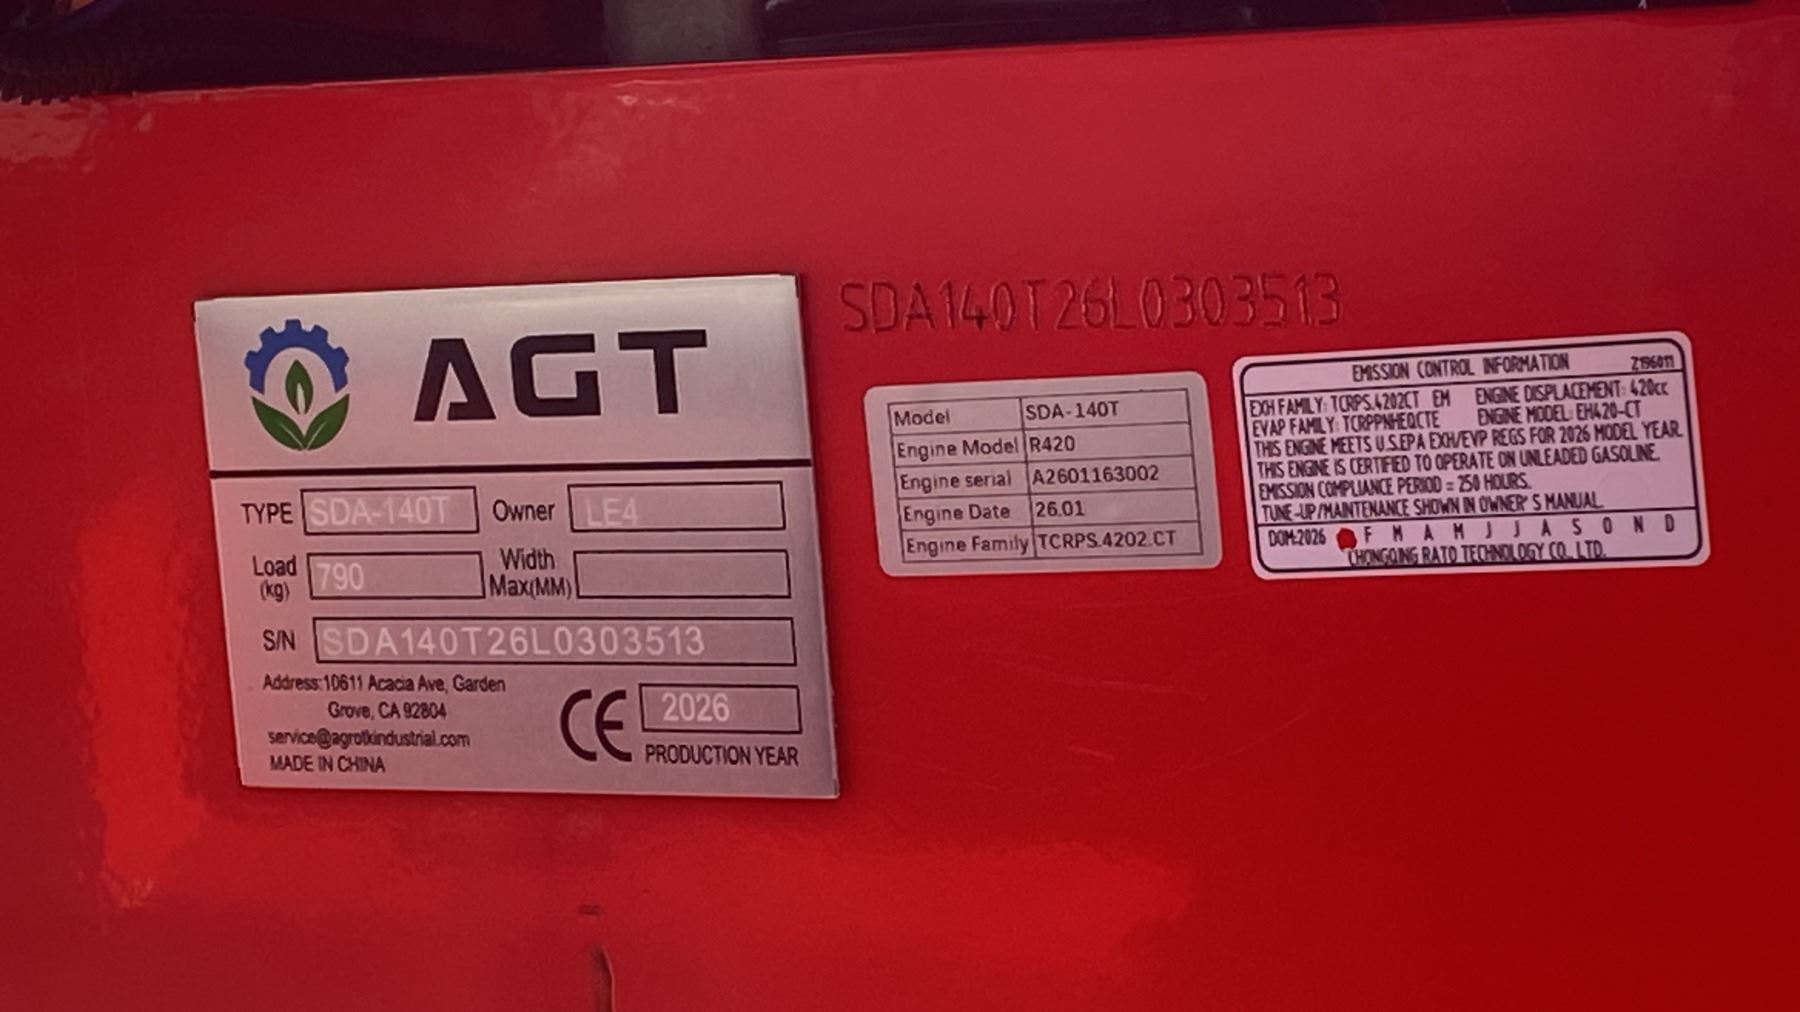 AGT
TYPE SDA-140T Owner LE4
Load (kg) 790 Width Max(MM)
S/N SDA140T26L0303513
Address:10611 Acacia Ave, Garden
Grove, CA 92804
service@agrotkindustrial.com
MADE IN CHINA
CE 2026
PRODUCTION YEAR
SDA140T26L0303513
Model SDA-140T
Engine Model R420
Engine serial A2601163002
Engine Date 26.01
Engine Family TCRPS.4202.CT
EMISSION CONTROL INFORMATION Z196011
EXH FAMILY: TCRPS.4202CT EM ENGINE DISPLACEMENT: 420cc
EVAP FAMILY: TCRPPNHEQCTE ENGINE MODEL: EH420-CT
THIS ENGINE MEETS U.S.EPA EXH/EVP REGS FOR 2026 MODEL YEAR.
THIS ENGINE IS CERTIFIED TO OPERATE ON UNLEADED GASOLINE.
EMISSION COMPLIANCE PERIOD = 250 HOURS.
TUNE-UP/MAINTENANCE SHOWN IN OWNER'S MANUAL.
DOM:2026 F M A M J J A S O N D
CHONGQING RATO TECHNOLOGY CO., LTD.